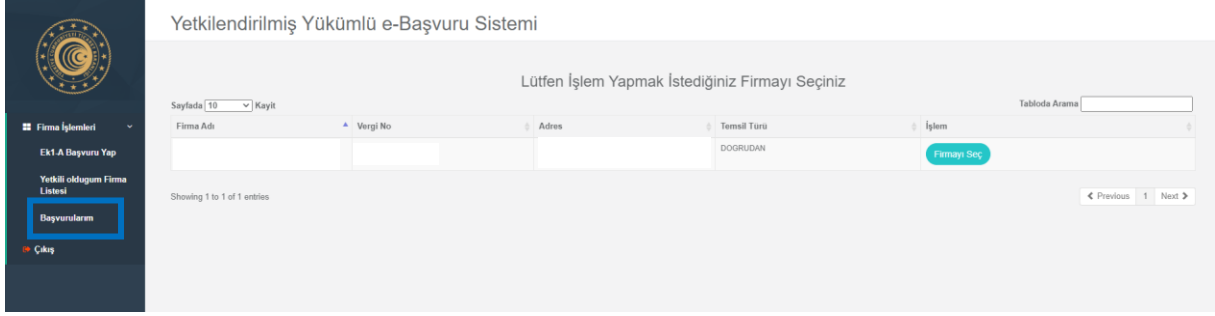 Yetkilendirilmiş Yükümlü e-Başvuru Sistemi
Firma İşlemleri
Ek1-A Başvuru Yap
Yetkili oldugum Firma
Listesi
Başvurularım
Çıkış
Lütfen İşlem Yapmak İstediğiniz Firmayı Seçiniz
Sayfada 10 Kayit
Tabloda Arama
Firma Adı Vergi No Adres Temsil Türü İşlem
DOGRUDAN Firmayı Seç
Showing 1 to 1 of 1 entries
Previous 1 Next